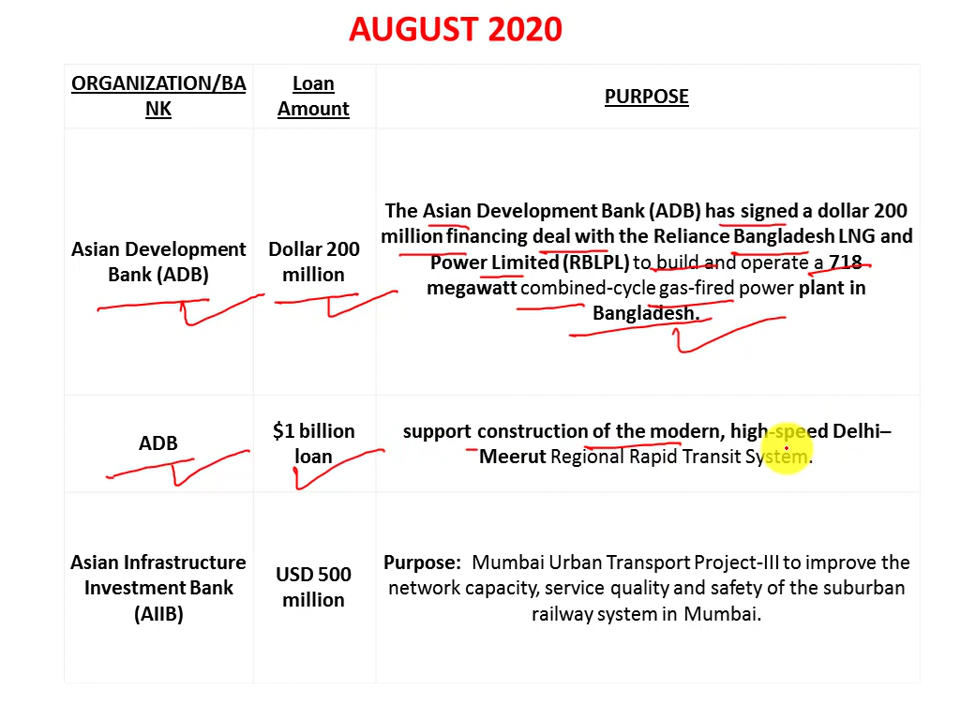 AUGUST 2020
ORGANIZATION/BA
NK
Loan
Amount
PURPOSE
Asian Development
Bank (ADB)
Dollar 200
million
The Asian Development Bank (ADB) has signed a dollar 200
million financing deal with the Reliance Bangladesh LNG and
Power Limited (RBLPL) to build and operate a 718
megawatt combined-cycle gas-fired power plant in
Bangladesh.
ADB
$1 billion
loan
support construction of the modern, high-speed Delhi–
Meerut Regional Rapid Transit System.
Asian Infrastructure
Investment Bank
(AIIB)
USD 500
million
Purpose: Mumbai Urban Transport Project-III to improve the
network capacity, service quality and safety of the suburban
railway system in Mumbai.